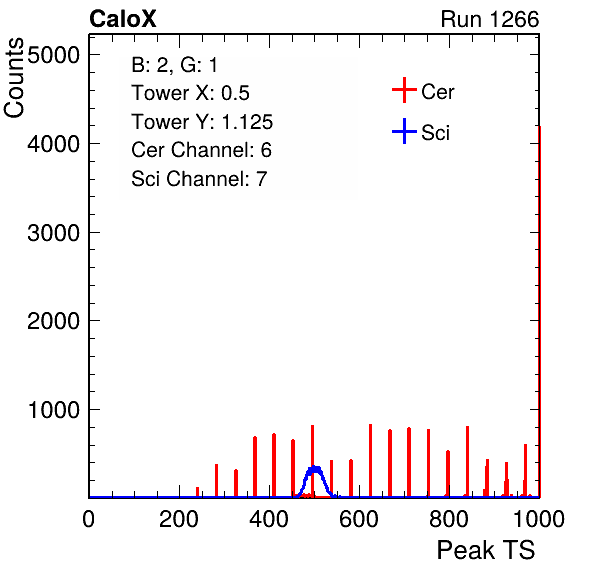 CaloX Run 1266
Counts
5000
4000
3000
2000
1000
B: 2, G: 1
Tower X: 0.5
Tower Y: 1.125
Cer Channel: 6
Sci Channel: 7
Cer
Sci
0 200 400 600 800 1000
Peak TS